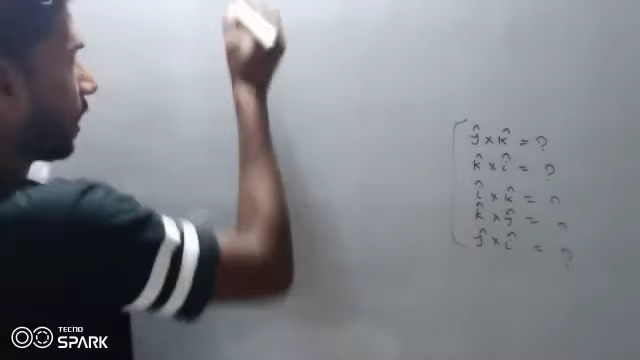 ĵ × k̂ = ?
k̂ × î = ?
î × k̂ = ?
k̂ × ĵ = ?
ĵ × î = ?
TECNO
SPARK